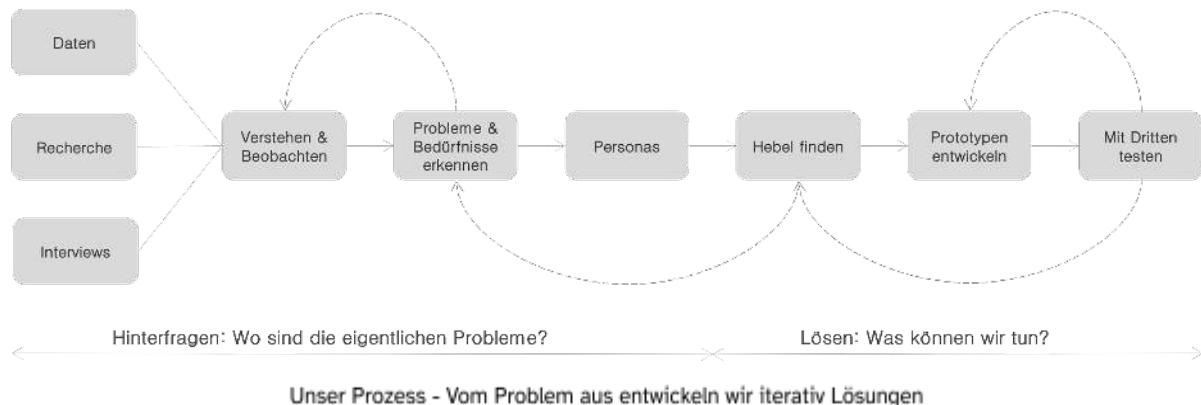 Daten
Recherche
Interviews
Verstehen &
Beobachten
Probleme &
Bedürfnisse
erkennen
Personas
Hebel finden
Prototypen
entwickeln
Mit Dritten
testen
Hinterfragen: Wo sind die eigentlichen Probleme?
Lösen: Was können wir tun?
Unser Prozess - Vom Problem aus entwickeln wir iterativ Lösungen